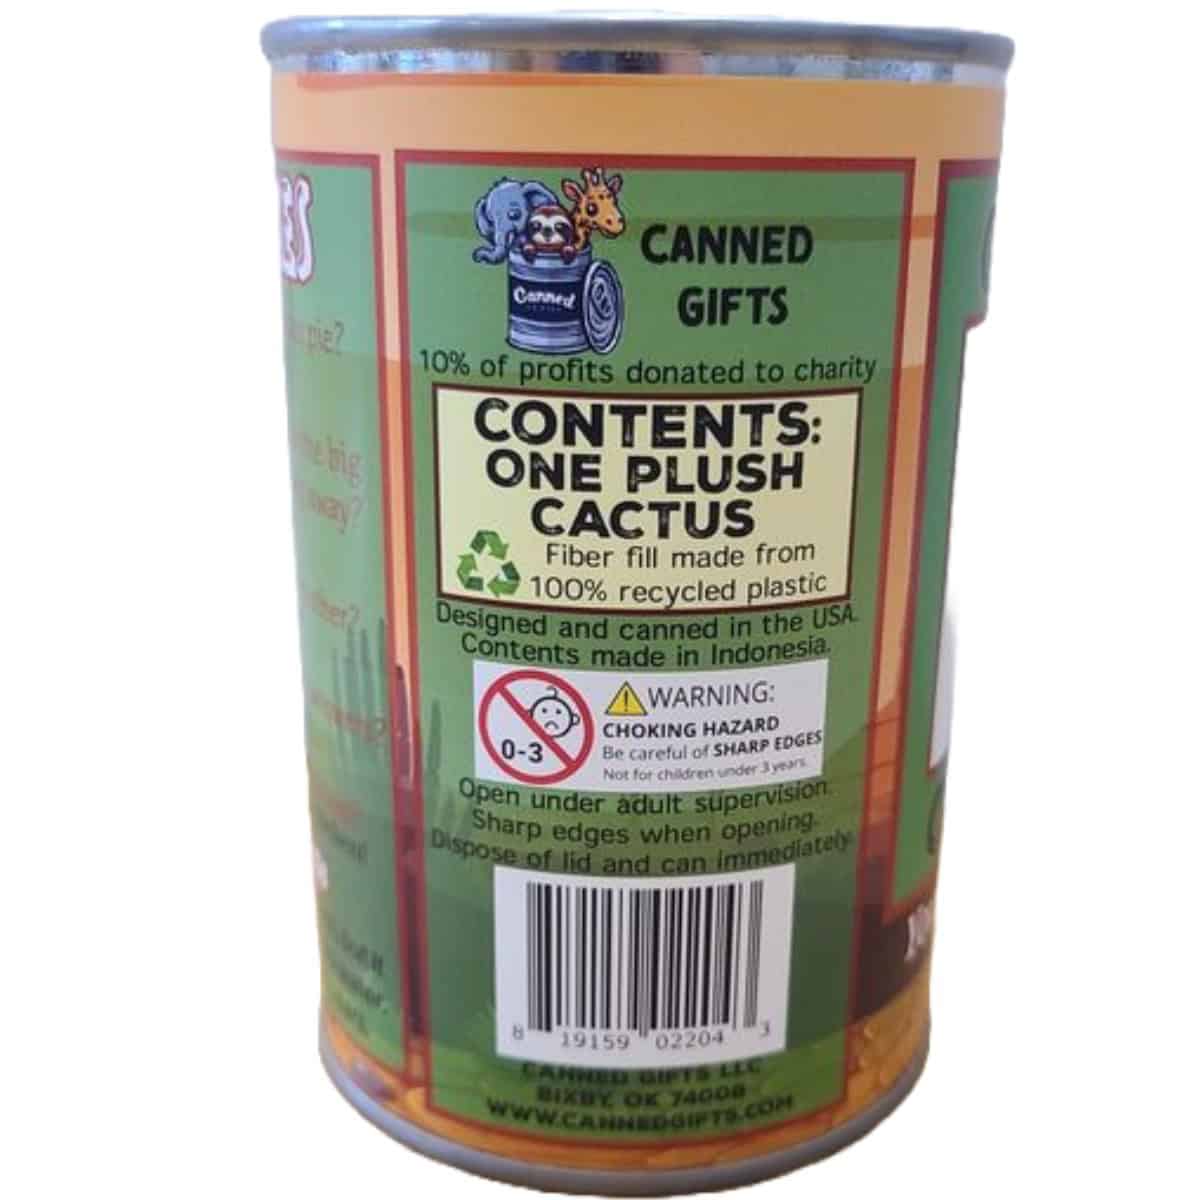 Canned
CANNED
GIFTS
10% of profits donated to charity
CONTENTS:
ONE PLUSH
CACTUS
Fiber fill made from
100% recycled plastic
Designed and canned in the USA.
Contents made in Indonesia.
0-3
WARNING:
CHOKING HAZARD
Be careful of SHARP EDGES
Not for children under 3 years.
Open under adult supervision.
Sharp edges when opening.
Dispose of lid and can immediately.
8 19159 02204 3
CANNED GIFTS LLC
BIXBY, OK 74008
WWW.CANNEDGIFTS.COM
pie?
big
away?